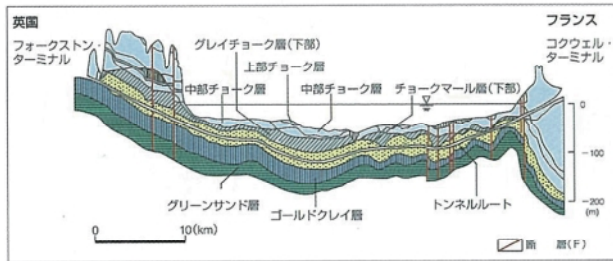 英国
フランス
フォークストン・
ターミナル
グレイチョーク層(下部)
コクウェル・
ターミナル
上部チョーク層
中部チョーク層
中部チョーク層
チョークマール層(下部)
0
-100
-200
(m)
グリーンサンド層
ゴールドクレイ層
トンネルルート
0
10(km)
断 層(F)